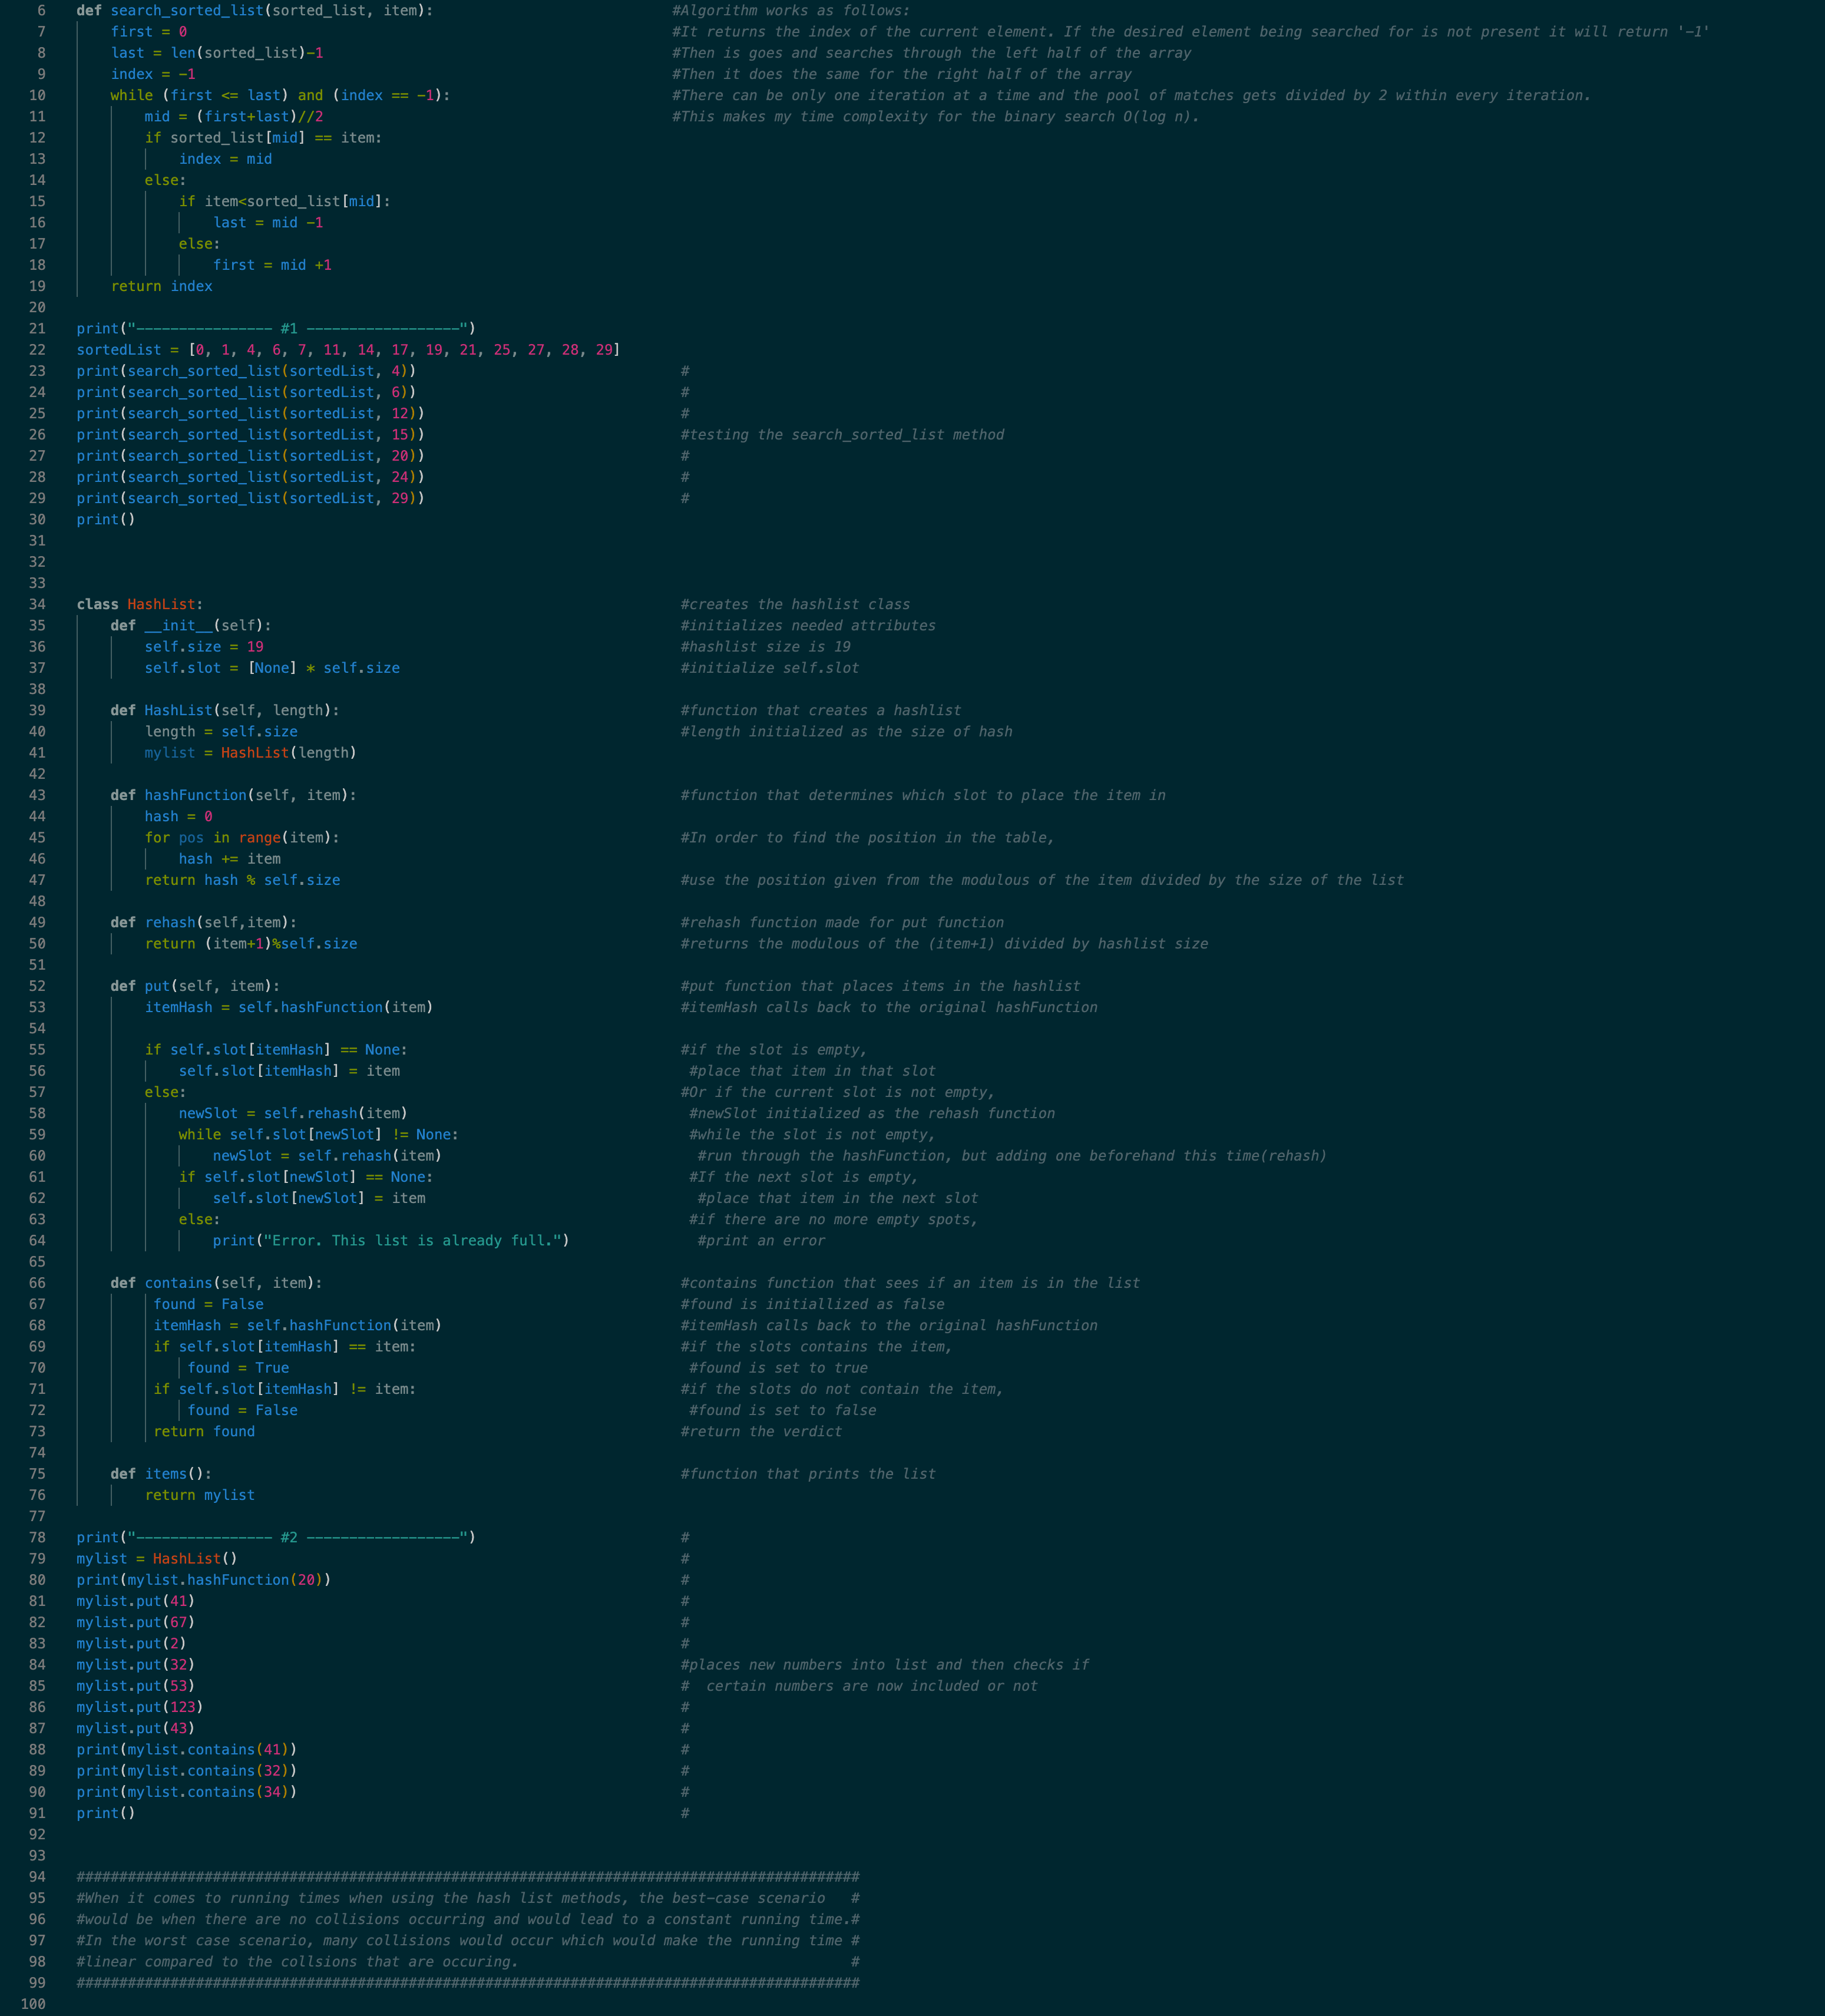 6 def search_sorted_list(sorted_list, item): #Algorithm works as follows:
7 first = 0 #It returns the index of the current element. If the desired element being searched for is not present it will return '-1'
8 last = len(sorted_list)-1 #Then is goes and searches through the left half of the array
9 index = -1 #Then it does the same for the right half of the array
10 while (first <= last) and (index == -1): #There can be only one iteration at a time and the pool of matches gets divided by 2 within every iteration.
11 mid = (first+last)//2 #This makes my time complexity for the binary search O(log n).
12 if sorted_list[mid] == item:
13 index = mid
14 else:
15 if item<sorted_list[mid]:
16 last = mid -1
17 else:
18 first = mid +1
19 return index
20
21 print("---------------- #1 ------------------")
22 sortedList = [0, 1, 4, 6, 7, 11, 14, 17, 19, 21, 25, 27, 28, 29]
23 print(search_sorted_list(sortedList, 4)) #
24 print(search_sorted_list(sortedList, 6)) #
25 print(search_sorted_list(sortedList, 12)) #
26 print(search_sorted_list(sortedList, 15)) #testing the search_sorted_list method
27 print(search_sorted_list(sortedList, 20)) #
28 print(search_sorted_list(sortedList, 24)) #
29 print(search_sorted_list(sortedList, 29)) #
30 print()
31
32
33
34 class HashList: #creates the hashlist class
35 def __init__(self): #initializes needed attributes
36 self.size = 19 #hashlist size is 19
37 self.slot = [None] * self.size #initialize self.slot
38
39 def HashList(self, length): #function that creates a hashlist
40 length = self.size #length initialized as the size of hash
41 mylist = HashList(length)
42
43 def hashFunction(self, item): #function that determines which slot to place the item in
44 hash = 0
45 for pos in range(item): #In order to find the position in the table,
46 hash += item
47 return hash % self.size #use the position given from the modulous of the item divided by the size of the list
48
49 def rehash(self,item): #rehash function made for put function
50 return (item+1)%self.size #returns the modulous of the (item+1) divided by hashlist size
51
52 def put(self, item): #put function that places items in the hashlist
53 itemHash = self.hashFunction(item) #itemHash calls back to the original hashFunction
54
55 if self.slot[itemHash] == None: #if the slot is empty,
56 self.slot[itemHash] = item #place that item in that slot
57 else: #Or if the current slot is not empty,
58 newSlot = self.rehash(item) #newSlot initialized as the rehash function
59 while self.slot[newSlot] != None: #while the slot is not empty,
60 newSlot = self.rehash(item) #run through the hashFunction, but adding one beforehand this time(rehash)
61 if self.slot[newSlot] == None: #If the next slot is empty,
62 self.slot[newSlot] = item #place that item in the next slot
63 else: #if there are no more empty spots,
64 print("Error. This list is already full.") #print an error
65
66 def contains(self, item): #contains function that sees if an item is in the list
67 found = False #found is initiallized as false
68 itemHash = self.hashFunction(item) #itemHash calls back to the original hashFunction
69 if self.slot[itemHash] == item: #if the slots contains the item,
70 found = True #found is set to true
71 if self.slot[itemHash] != item: #if the slots do not contain the item,
72 found = False #found is set to false
73 return found #return the verdict
74
75 def items(): #function that prints the list
76 return mylist
77
78 print("---------------- #2 ------------------") #
79 mylist = HashList() #
80 print(mylist.hashFunction(20)) #
81 mylist.put(41) #
82 mylist.put(67) #
83 mylist.put(2) #
84 mylist.put(32) #places new numbers into list and then checks if
85 mylist.put(53) # certain numbers are now included or not
86 mylist.put(123) #
87 mylist.put(43) #
88 print(mylist.contains(41)) #
89 print(mylist.contains(32)) #
90 print(mylist.contains(34)) #
91 print() #
92
93
94 ############################################################################################
95 #When it comes to running times when using the hash list methods, the best-case scenario #
96 #would be when there are no collisions occurring and would lead to a constant running time.#
97 #In the worst case scenario, many collisions would occur which would make the running time #
98 #linear compared to the collsions that are occuring. #
99 ############################################################################################
100